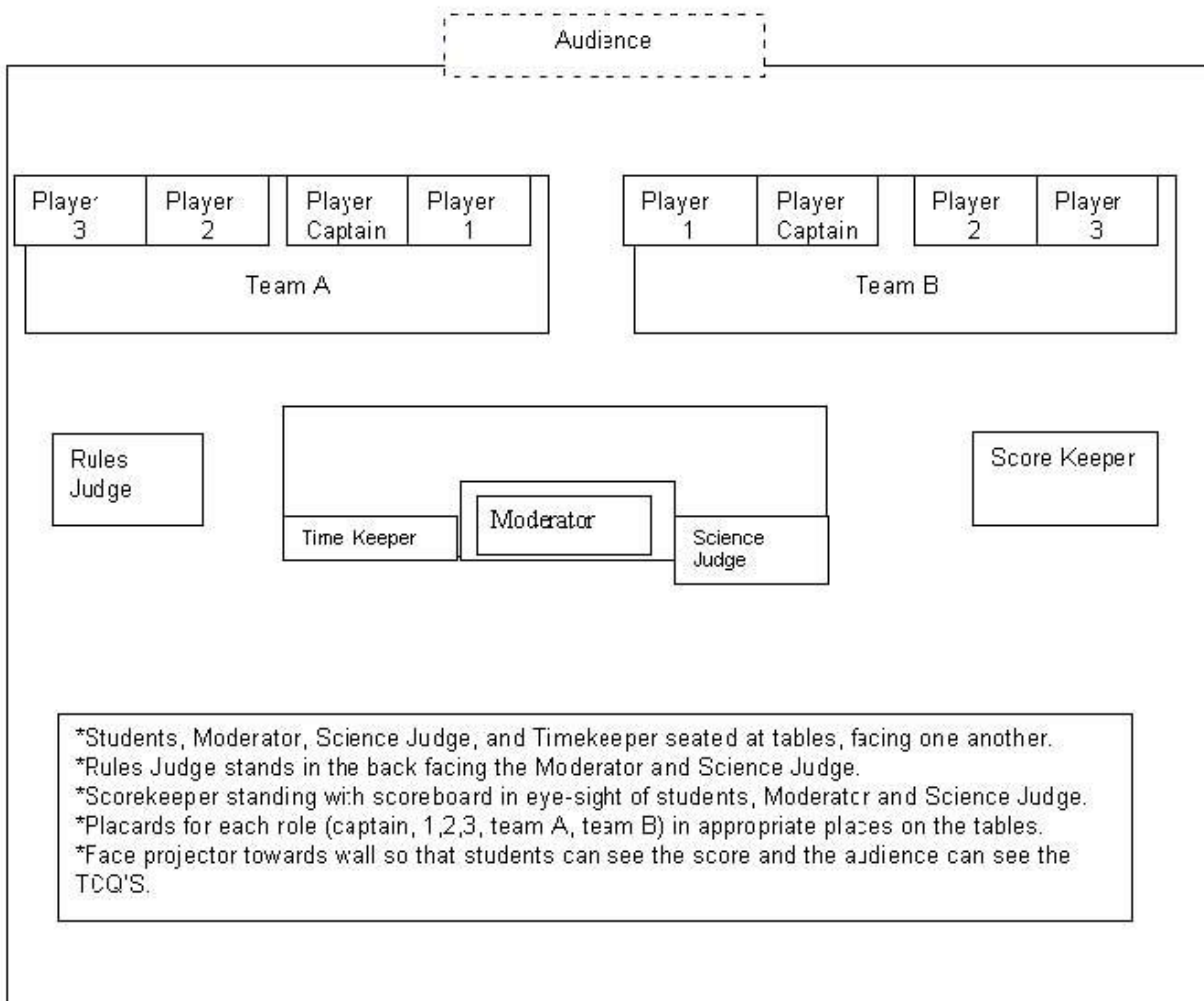 Audience
Player Player Player Player Player Player Player Player
3 2 Captain 1 1 Captain 2 3
Team A Team B
Rules
Judge
Score Keeper
Time Keeper
Moderator
Science
Judge
*Students, Moderator, Science Judge, and Timekeeper seated at tables, facing one another.
*Rules Judge stands in the back facing the Moderator and Science Judge.
*Scorekeeper standing with scoreboard in eye-sight of students, Moderator and Science Judge.
*Placards for each role (captain, 1,2,3, team A, team B) in appropriate places on the tables.
*Face projector towards wall so that students can see the score and the audience can see the
TCQ'S.